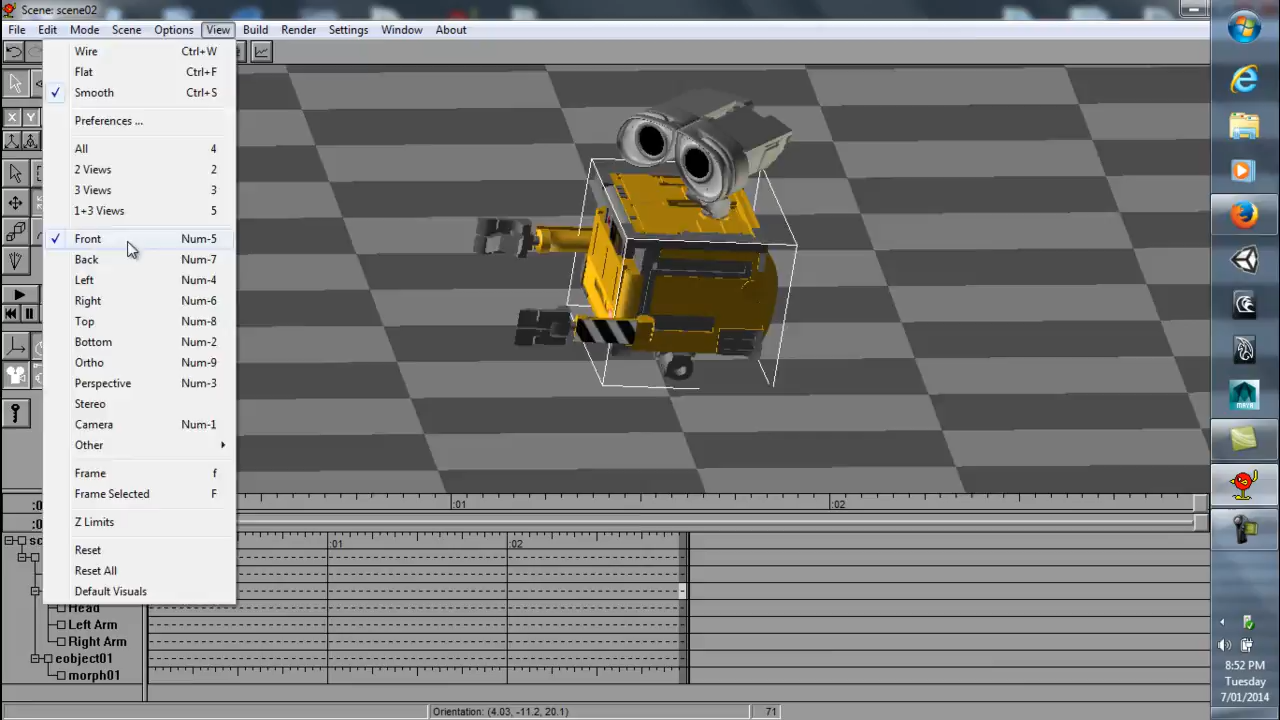 Scene: scene02
File Edit Mode Scene Options View Build Render Settings Window About
Wire Ctrl+W
Flat Ctrl+F
Smooth Ctrl+S
Preferences ...
All 4
2 Views 2
3 Views 3
1+3 Views 5
Front Num-5
Back Num-7
Left Num-4
Right Num-6
Top Num-8
Bottom Num-2
Ortho Num-9
Perspective Num-3
Stereo
Camera Num-1
Other
Frame f
Frame Selected F
Z Limits
Reset
Reset All
Default Visuals
X Y
MAYA
:0 :01 :02
:0
:01 :02
sc
Head
Left Arm
Right Arm
eobject01
morph01
Orientation: (4.03, -11.2, 20.1) 71
8:52 PM
Tuesday
7/01/2014